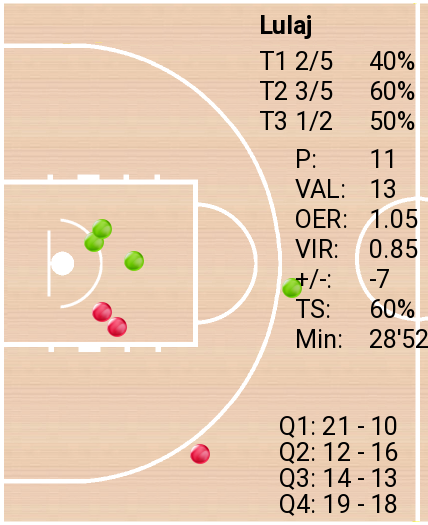 Lulaj
T1 2/5 40%
T2 3/5 60%
T3 1/2 50%
P: 11
VAL: 13
OER: 1.05
VIR: 0.85
+/-: -7
TS: 60%
Min: 28'52
Q1: 21 - 10
Q2: 12 - 16
Q3: 14 - 13
Q4: 19 - 18